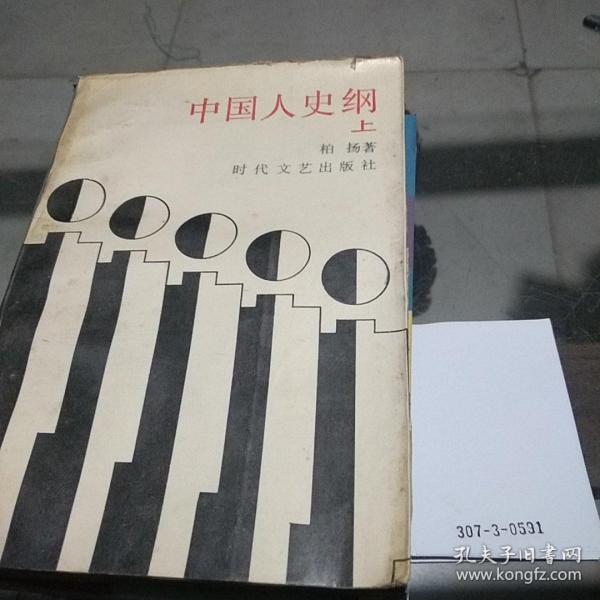 中国人史纲
上
柏 扬著
时代文艺出版社
307-3-0591
孔夫子旧书网
www.kongfz.com